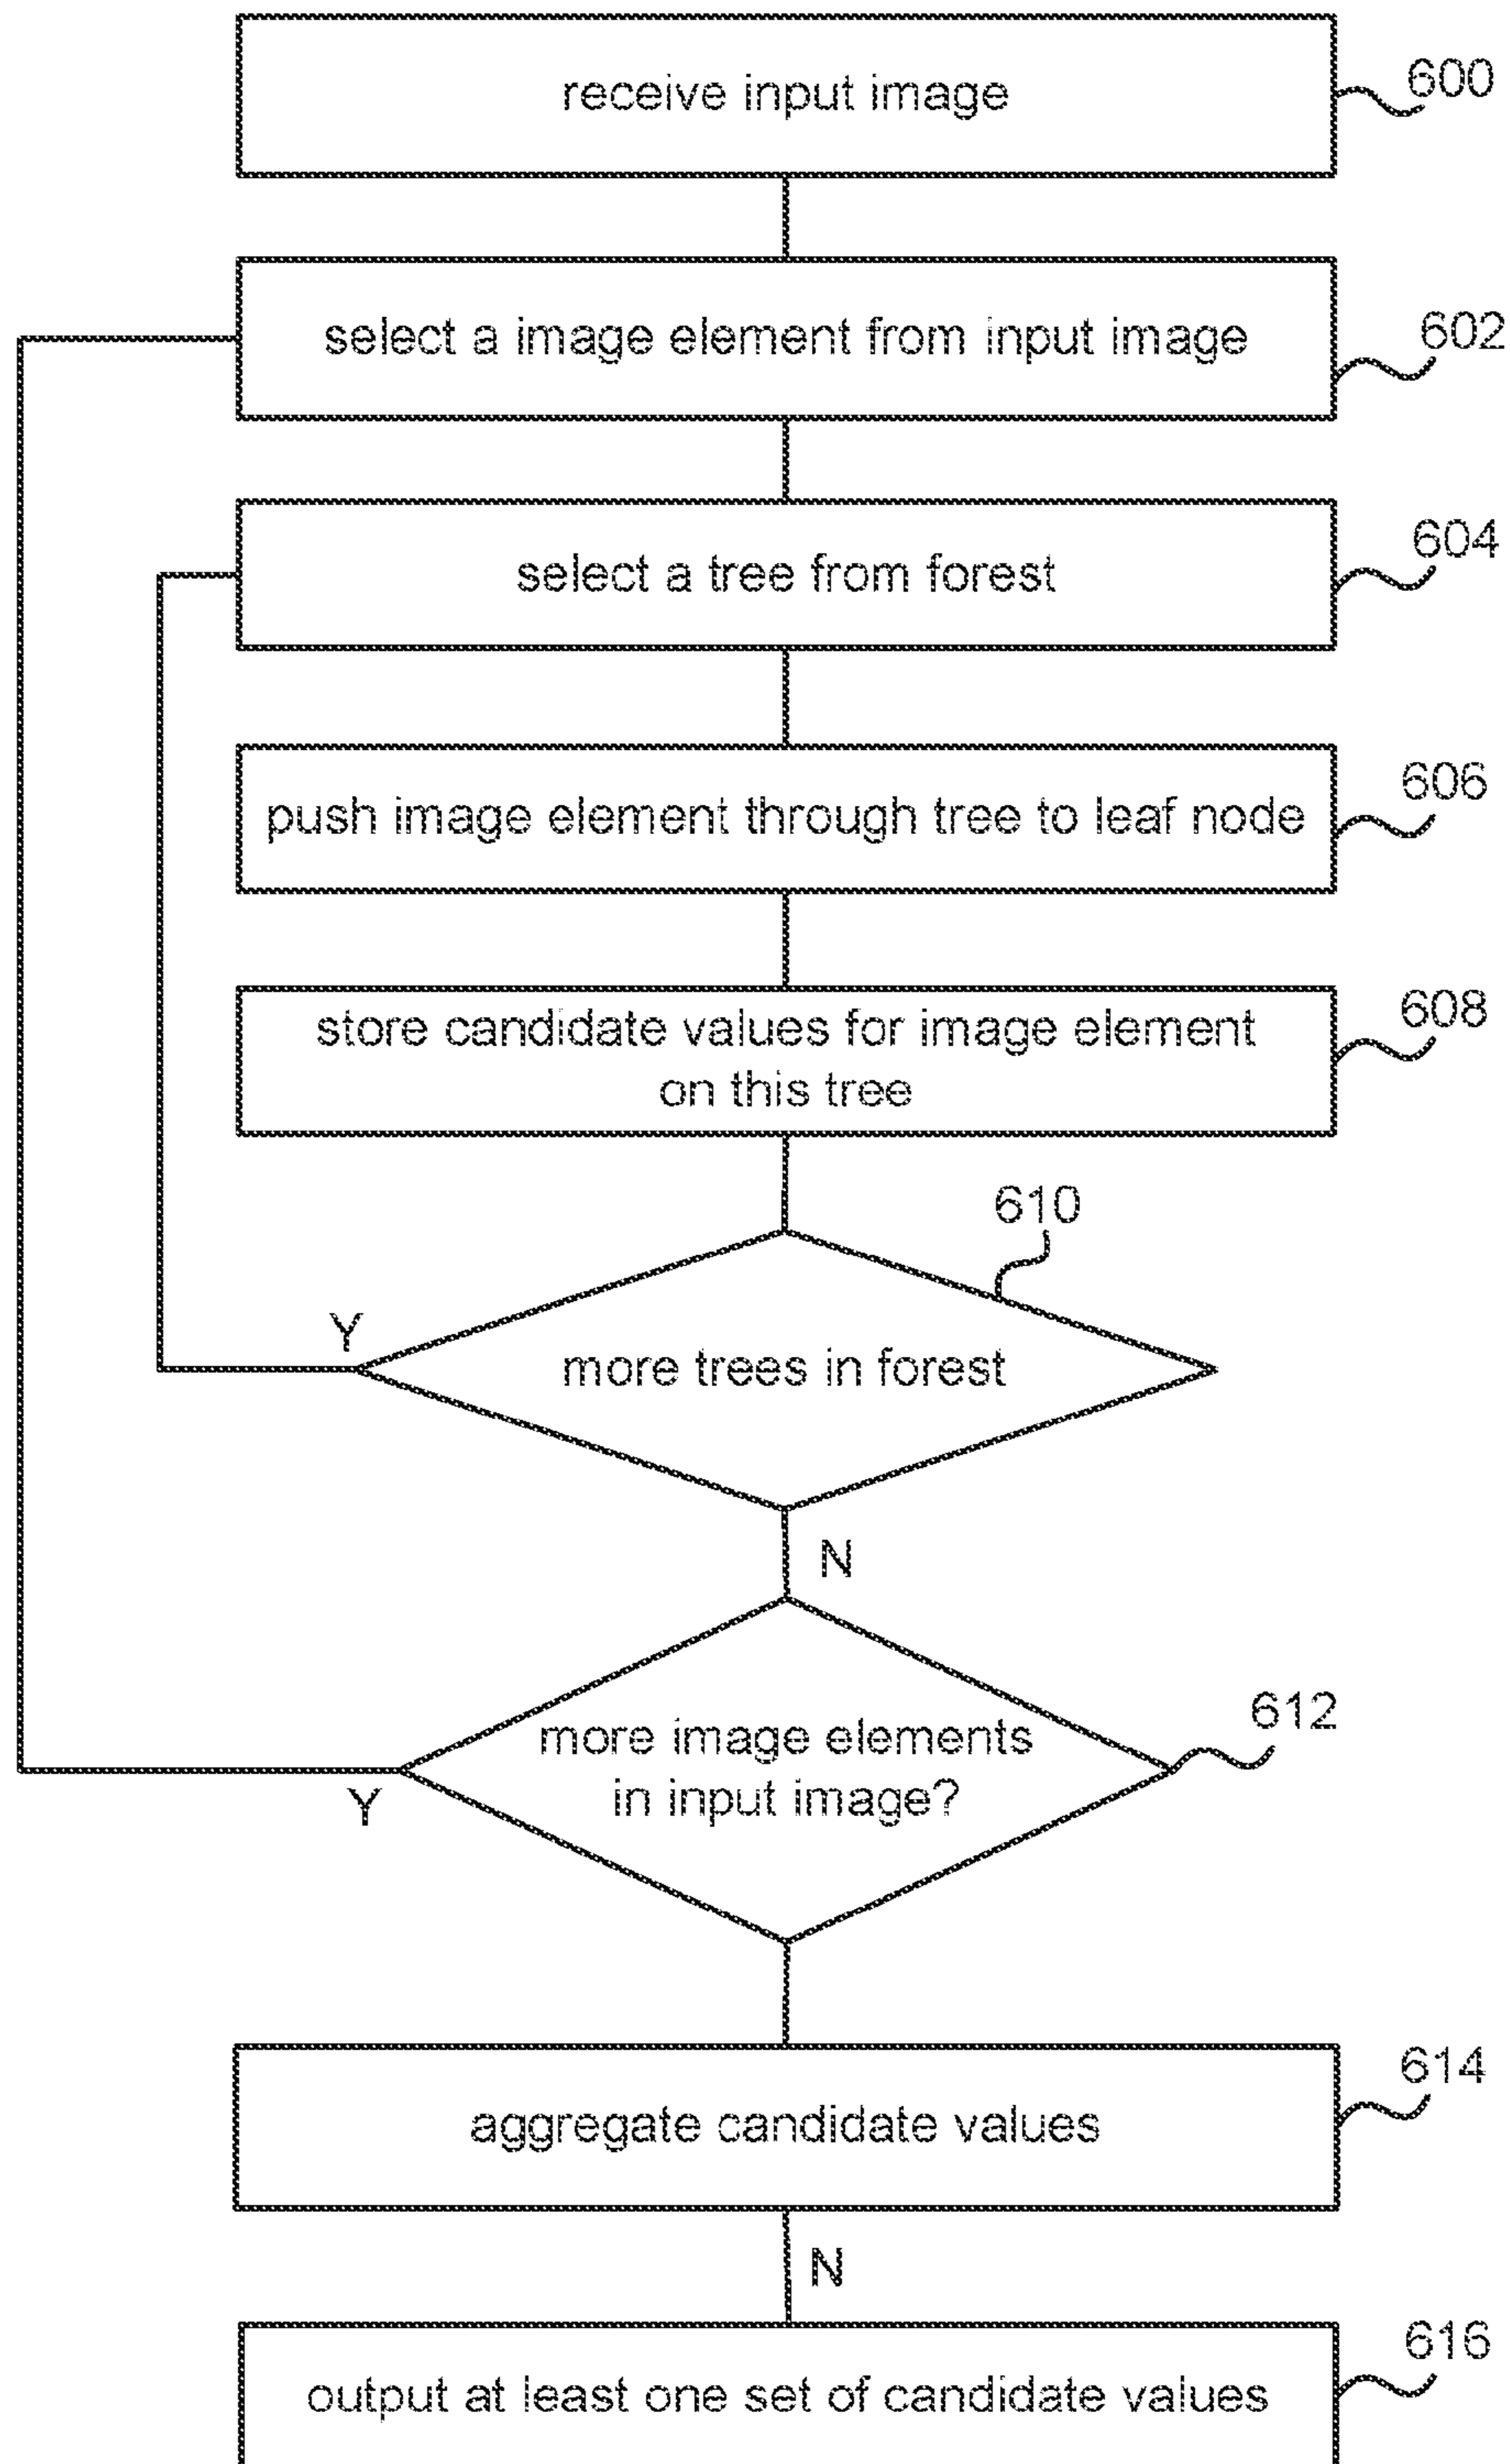 receive input image
600
select a image element from input image
602
select a tree from forest
604
push image element through tree to leaf node
606
store candidate values for image element
on this tree
608
610
Y
more trees in forest
N
612
more image elements
in input image?
Y
614
aggregate candidate values
N
616
output at least one set of candidate values